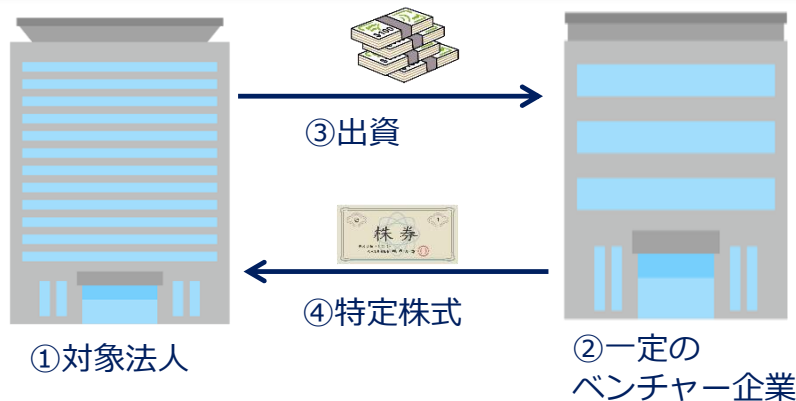 ③出資
株券
④特定株式
①対象法人
②一定の
ベンチャー企業